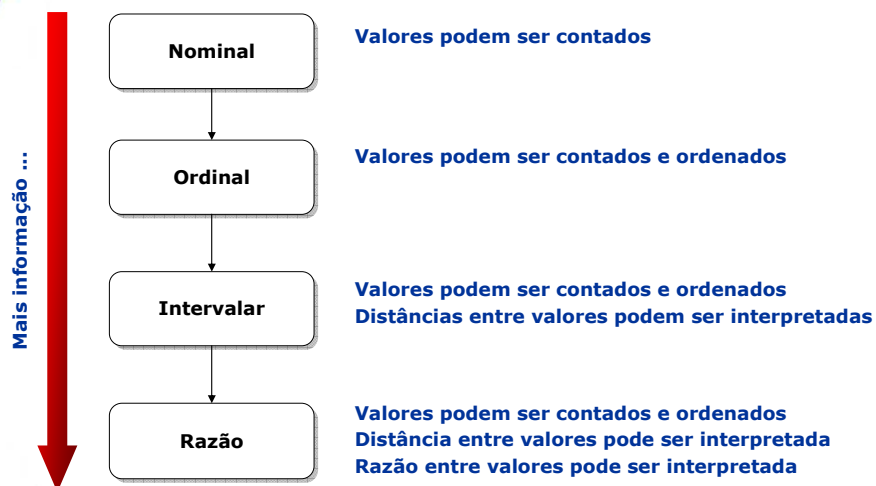 Nominal
Valores podem ser contados
Ordinal
Valores podem ser contados e ordenados
Mais informação ...
Intervalar
Valores podem ser contados e ordenados
Distâncias entre valores podem ser interpretadas
Razão
Valores podem ser contados e ordenados
Distância entre valores pode ser interpretada
Razão entre valores pode ser interpretada